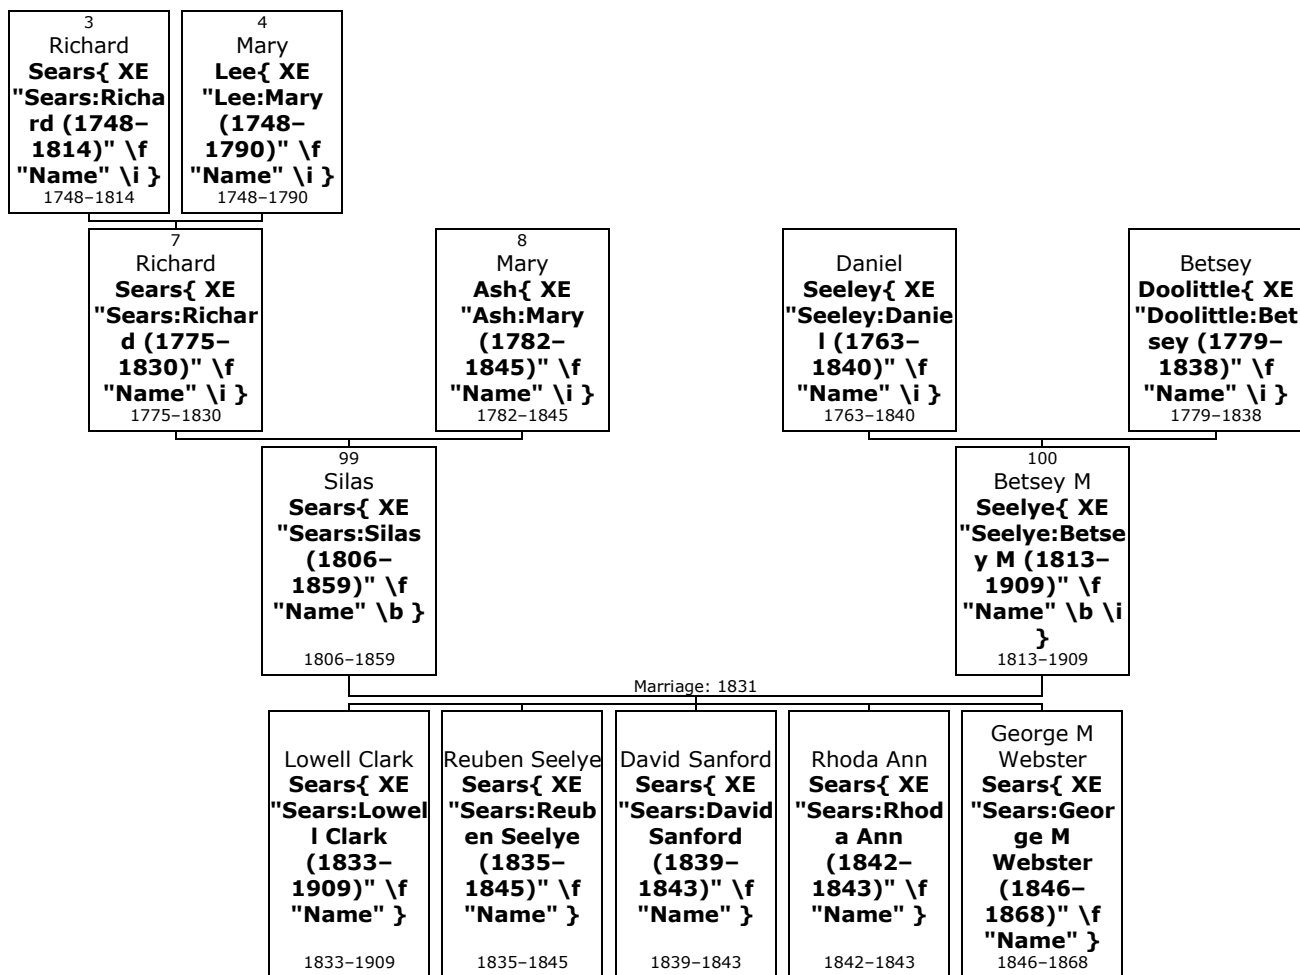 3
Richard
Sears{ XE
"Sears:Richa
rd (1748–
1814)" \f
"Name" \i }
1748–1814
4
Mary
Lee{ XE
"Lee:Mary
(1748–
1790)" \f
"Name" \i }
1748–1790
7
Richard
Sears{ XE
"Sears:Richar
d (1775–
1830)" \f
"Name" \i }
1775–1830
8
Mary
Ash{ XE
"Ash:Mary
(1782–
1845)" \f
"Name" \i }
1782–1845
Daniel
Seeley{ XE
"Seeley:Danie
l (1763–
1840)" \f
"Name" \i }
1763–1840
Betsey
Doolittle{ XE
"Doolittle:Bet
sey (1779–
1838)" \f
"Name" \i }
1779–1838
99
Silas
Sears{ XE
"Sears:Silas
(1806–
1859)" \f
"Name" \b }
1806–1859
100
Betsey M
Seelye{ XE
"Seelye:Betse
y M (1813–
1909)" \f
"Name" \b \i
}
1813–1909
Marriage: 1831
Lowell Clark
Sears{ XE
"Sears:Lowel
l Clark
(1833–
1909)" \f
"Name" }
1833–1909
Reuben Seelye
Sears{ XE
"Sears:Reub
en Seelye
(1835–
1845)" \f
"Name" }
1835–1845
David Sanford
Sears{ XE
"Sears:David
Sanford
(1839–
1843)" \f
"Name" }
1839–1843
Rhoda Ann
Sears{ XE
"Sears:Rhod
a Ann
(1842–
1843)" \f
"Name" }
1842–1843
George M
Webster
Sears{ XE
"Sears:Geor
ge M
Webster
(1846–
1868)" \f
"Name" }
1846–1868